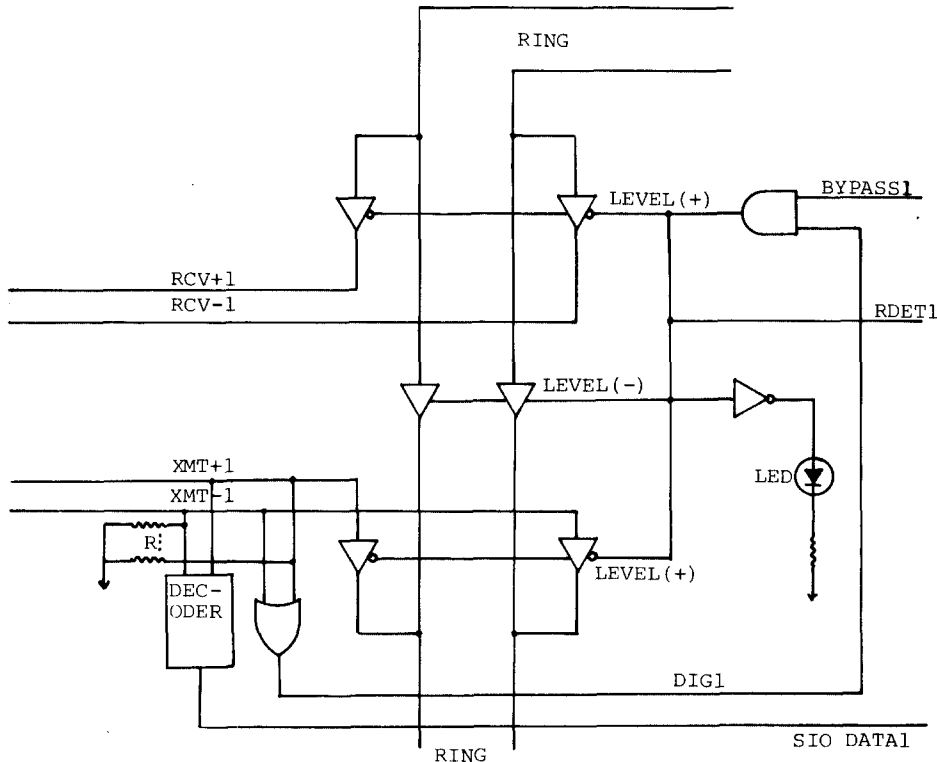 RING
LEVEL(+)
BYPASS1
RCV+1
RCV-1
RDET1
LEVEL(-)
XMT+1
XMT-1
LED
R
LEVEL(+)
DEC-
ODER
DIG1
SIO DATA1
RING